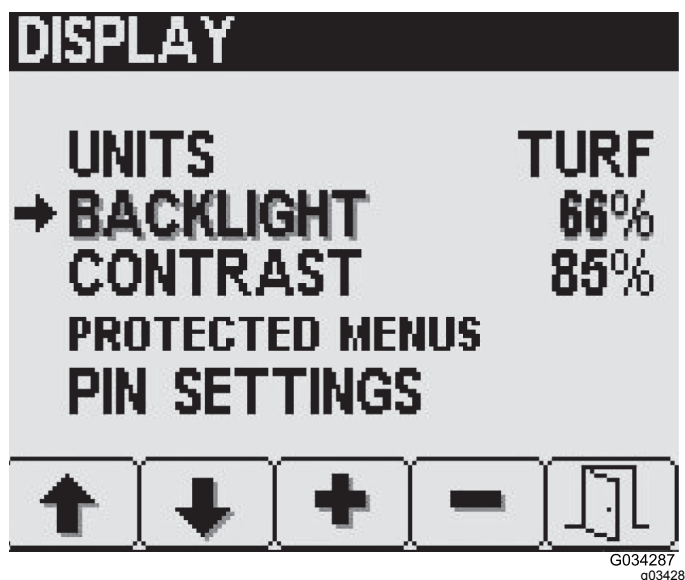 DISPLAY
UNITS TURF
BACKLIGHT 66%
CONTRAST 85%
PROTECTED MENUS
PIN SETTINGS
G034287
g03428